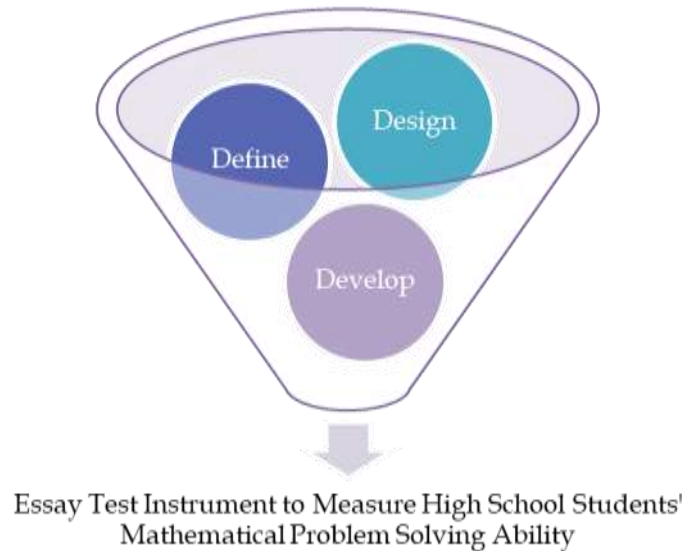 Design
Define
Develop
Essay Test Instrument to Measure High School Students'
Mathematical Problem Solving Ability